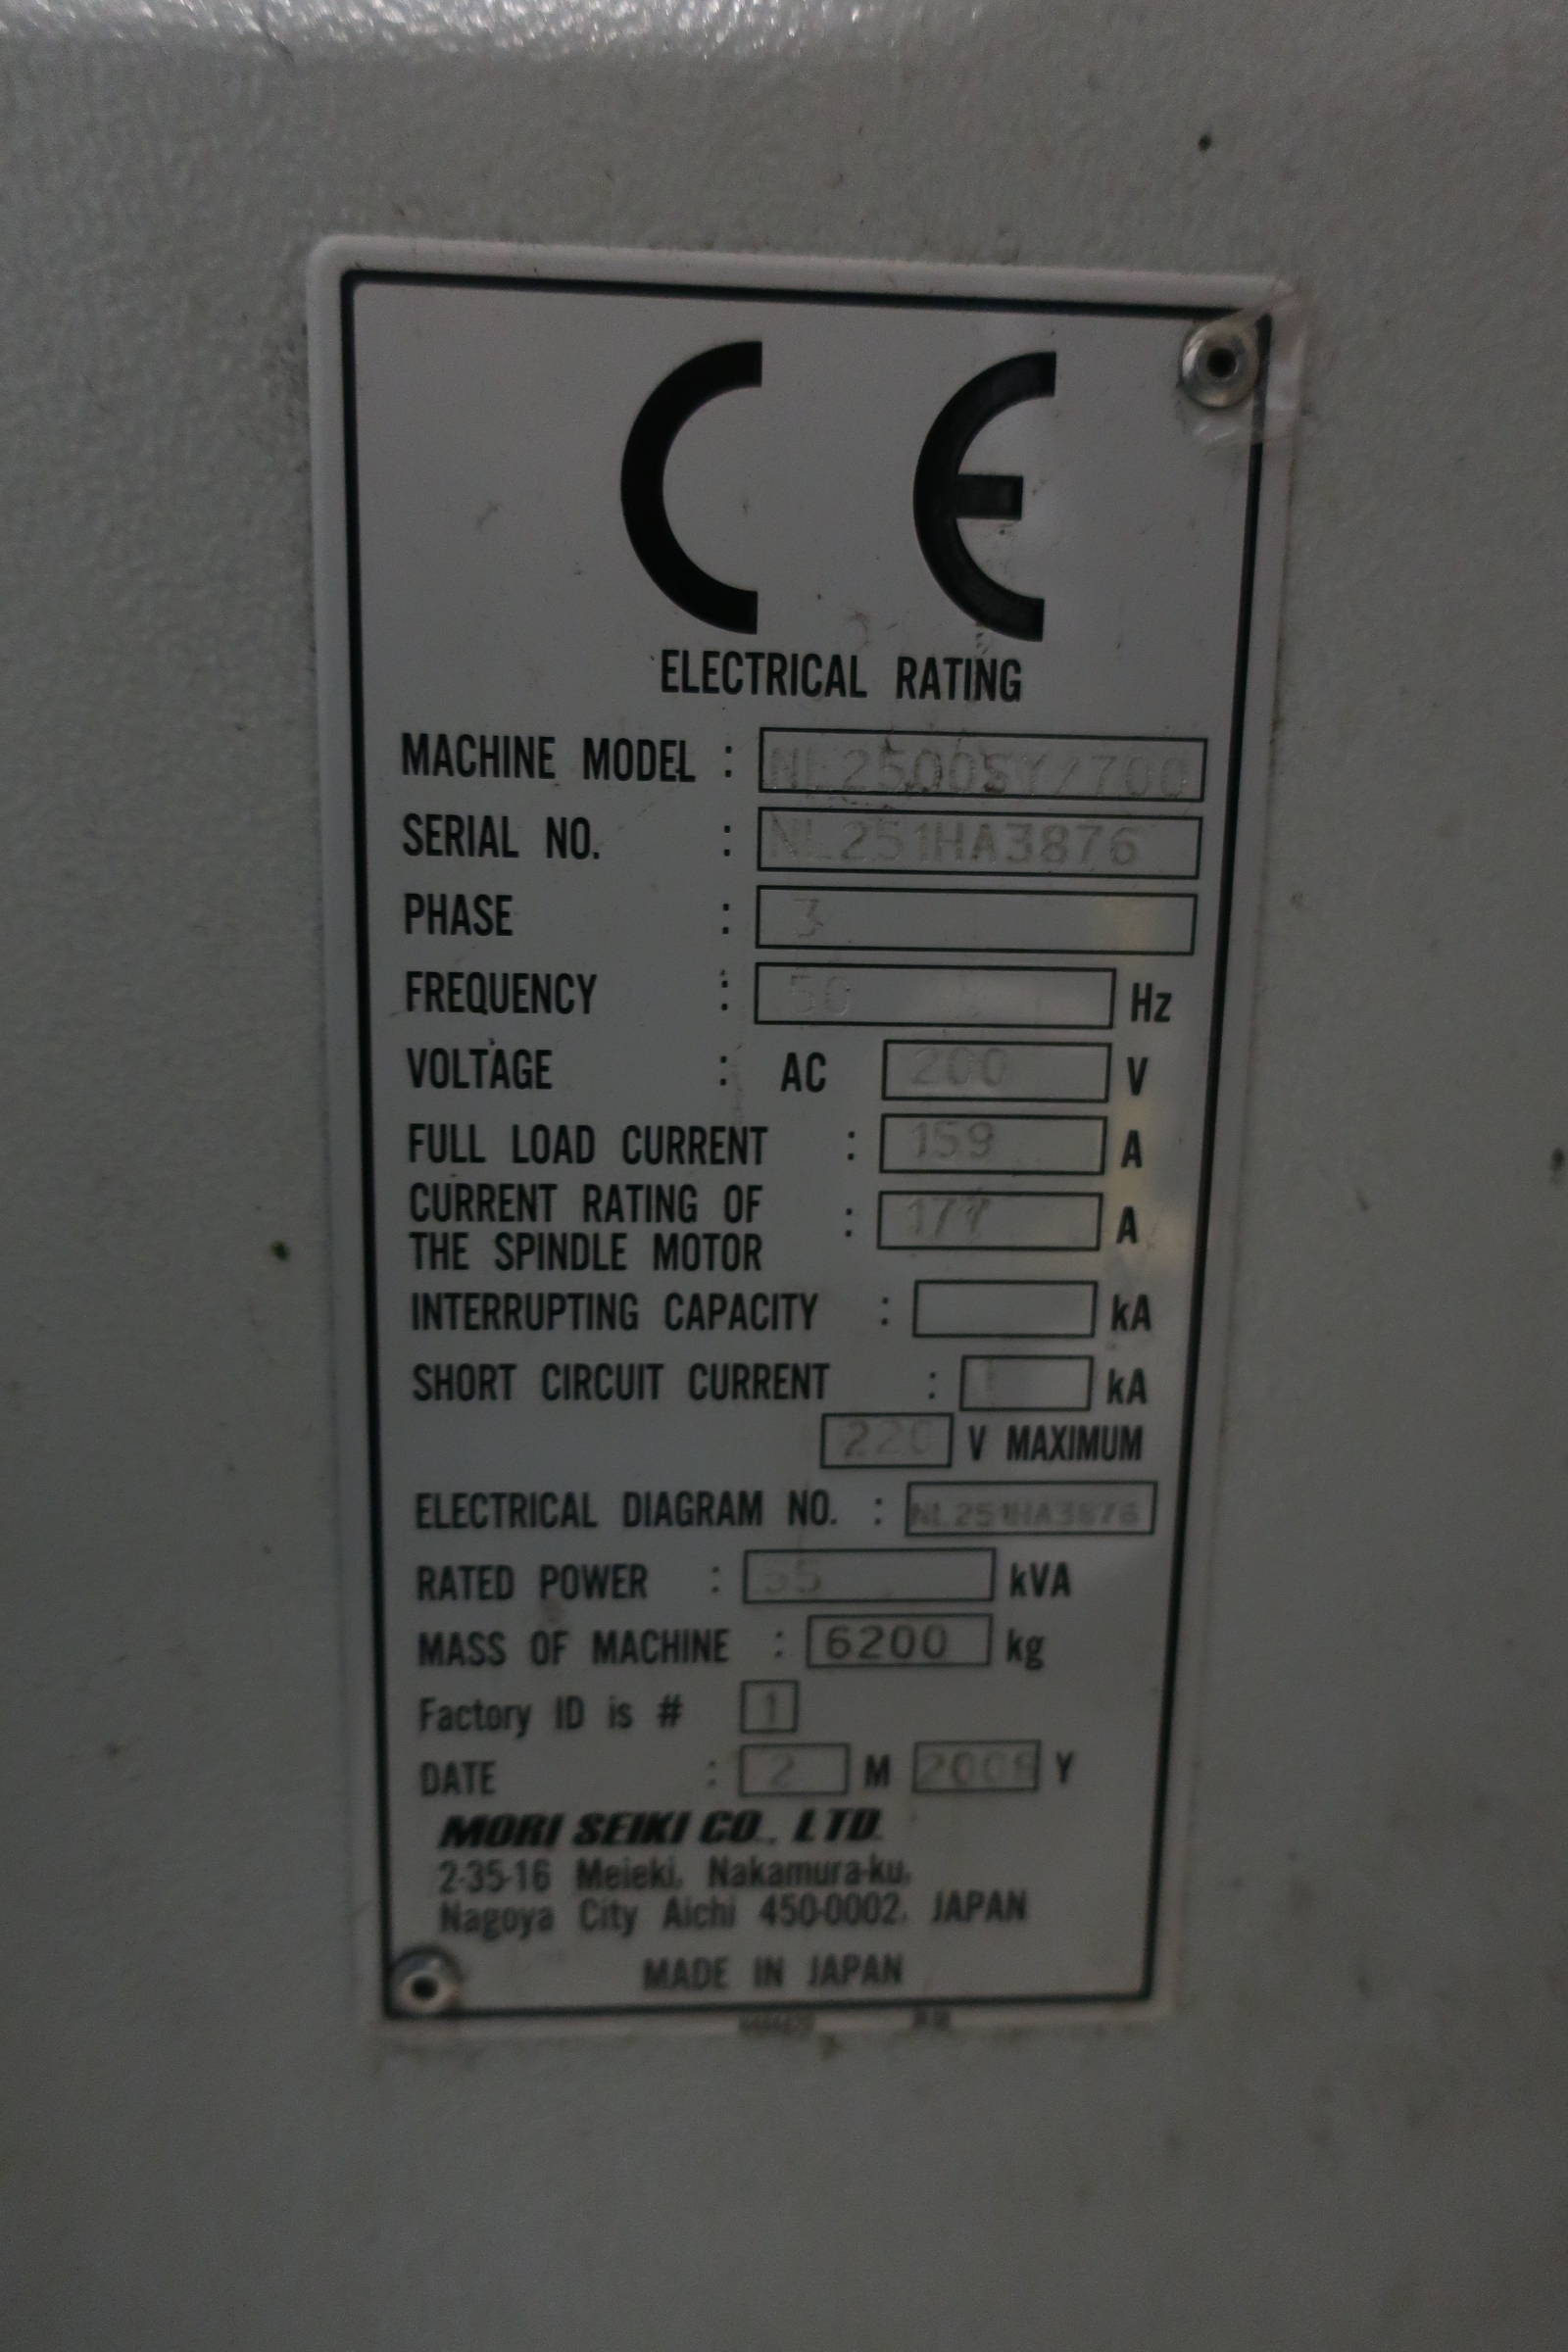 CE
ELECTRICAL RATING
MACHINE MODEL : NL2500SY/700
SERIAL NO. : NL251HA3876
PHASE : 3
FREQUENCY : 50 Hz
VOLTAGE : AC 200 V
FULL LOAD CURRENT : 159 A
CURRENT RATING OF
THE SPINDLE MOTOR : 177 A
INTERRUPTING CAPACITY : kA
SHORT CIRCUIT CURRENT : kA
220 V MAXIMUM
ELECTRICAL DIAGRAM NO. : NL251HA3876
RATED POWER : 55 kVA
MASS OF MACHINE : 6200 kg
Factory ID is # 1
DATE : 2 M Y
MORI SEIKI CO., LTD.
2-35-16 Meieki, Nakamura-ku,
Nagoya City Aichi 450-0002, JAPAN
MADE IN JAPAN